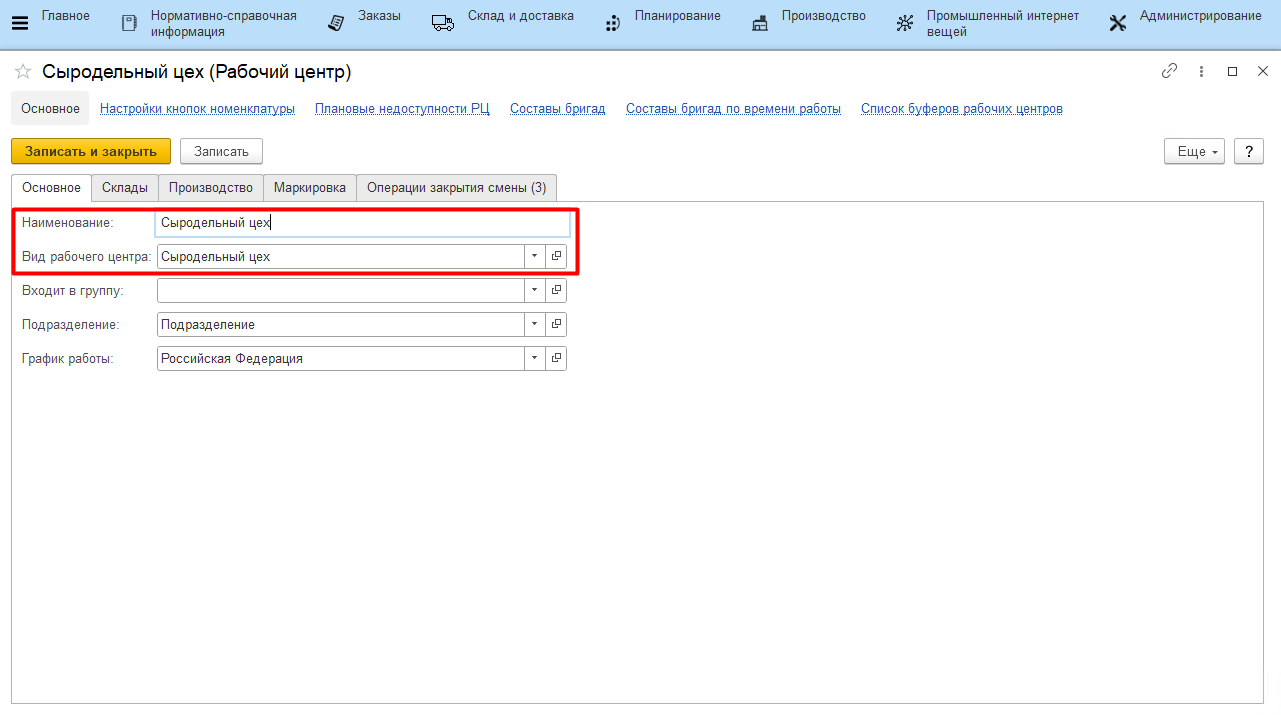 Главное
Нормативно-справочная
информация
Заказы
Склад и доставка
Планирование
Производство
Промышленный интернет
вещей
Администрирование
Сыродельный цех (Рабочий центр)
Основное Настройки кнопок номенклатуры Плановые недоступности РЦ Составы бригад Составы бригад по времени работы Список буферов рабочих центров
Записать и закрыть Записать Еще ?
Основное Склады Производство Маркировка Операции закрытия смены (3)
Наименование: Сыродельный цех
Вид рабочего центра: Сыродельный цех
Входит в группу:
Подразделение: Подразделение
График работы: Российская Федерация